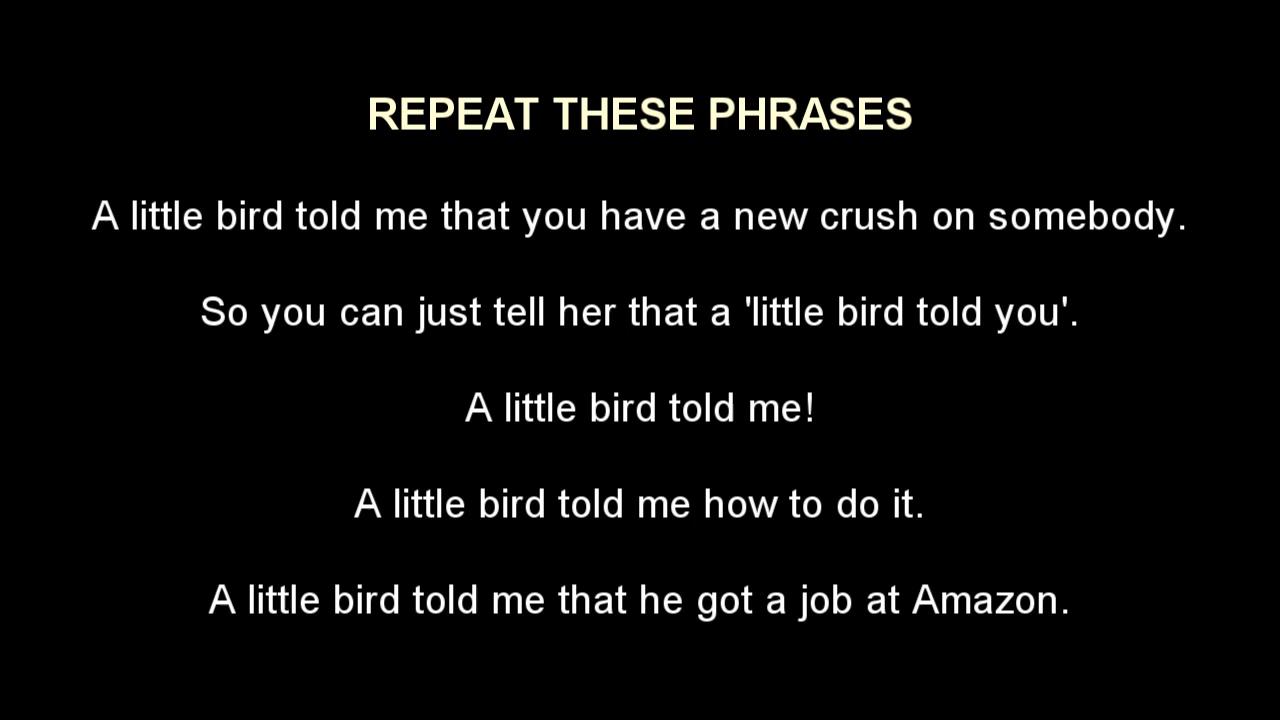 REPEAT THESE PHRASES
A little bird told me that you have a new crush on somebody.
So you can just tell her that a 'little bird told you'.
A little bird told me!
A little bird told me how to do it.
A little bird told me that he got a job at Amazon.